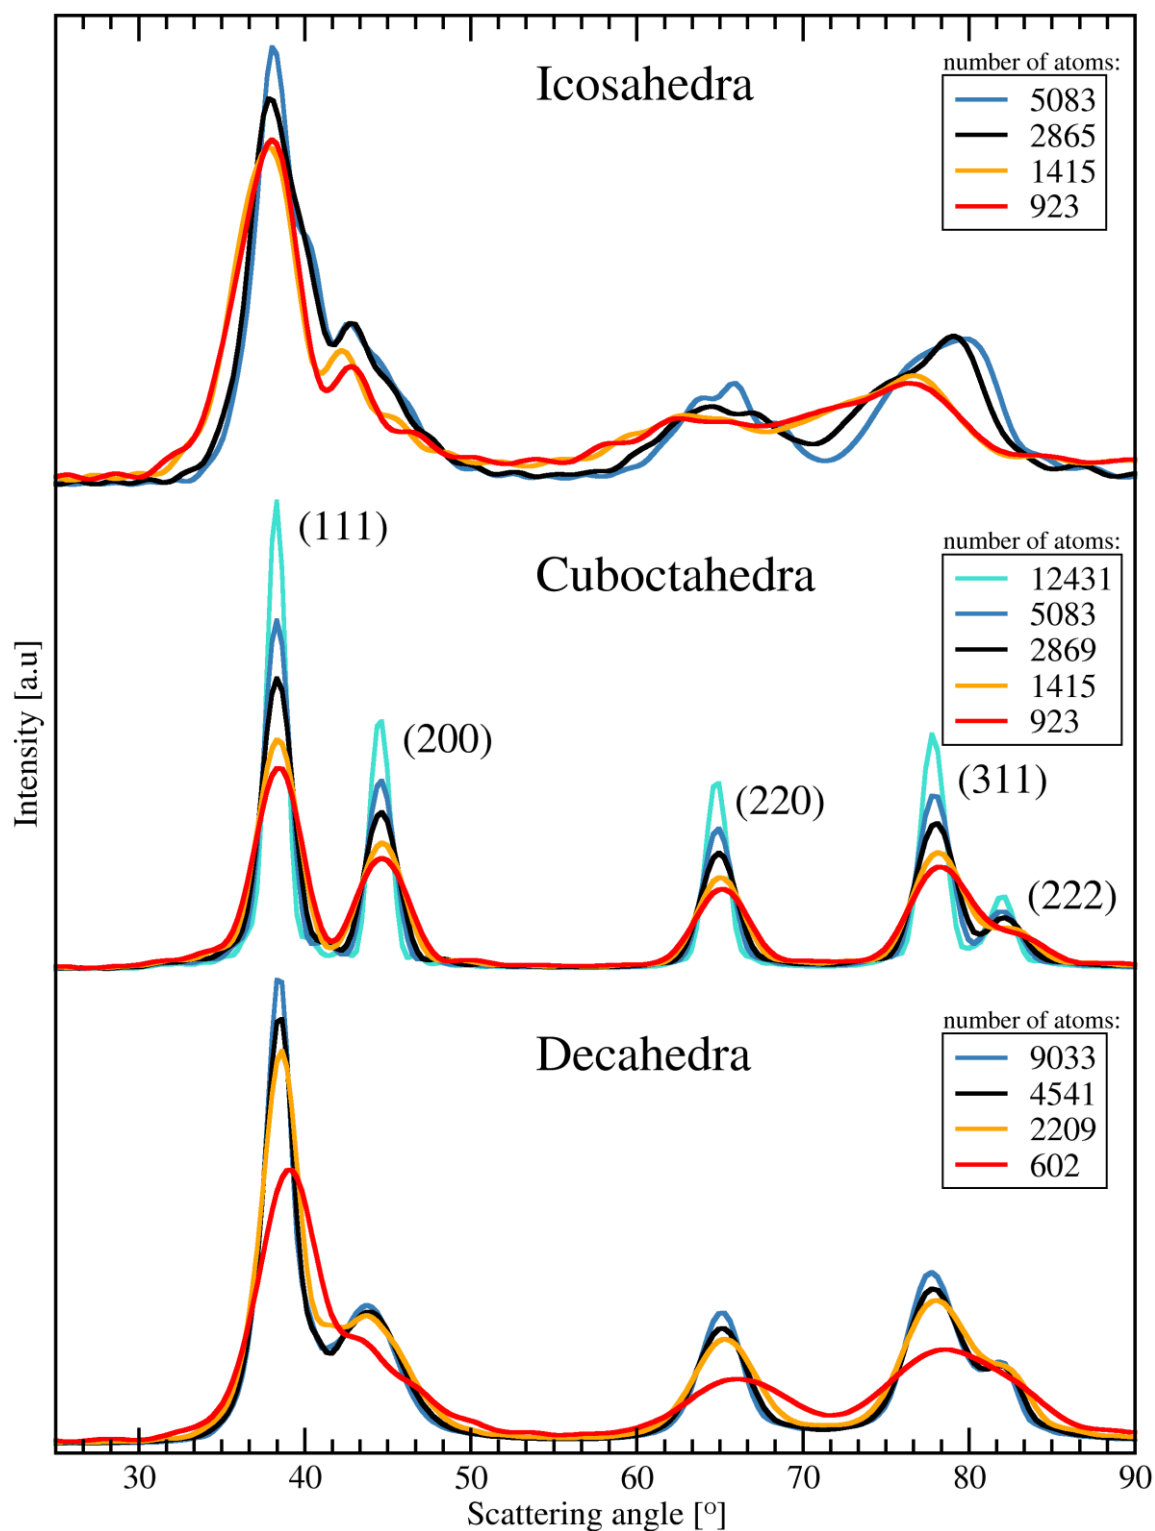 Icosahedra
number of atoms:
5083
2865
1415
923
(111)
(200)
(220)
(311)
(222)
Cuboctahedra
number of atoms:
12431
5083
2869
1415
923
Intensity [a.u]
Decahedra
number of atoms:
9033
4541
2209
602
30 40 50 60 70 80 90
Scattering angle [°]